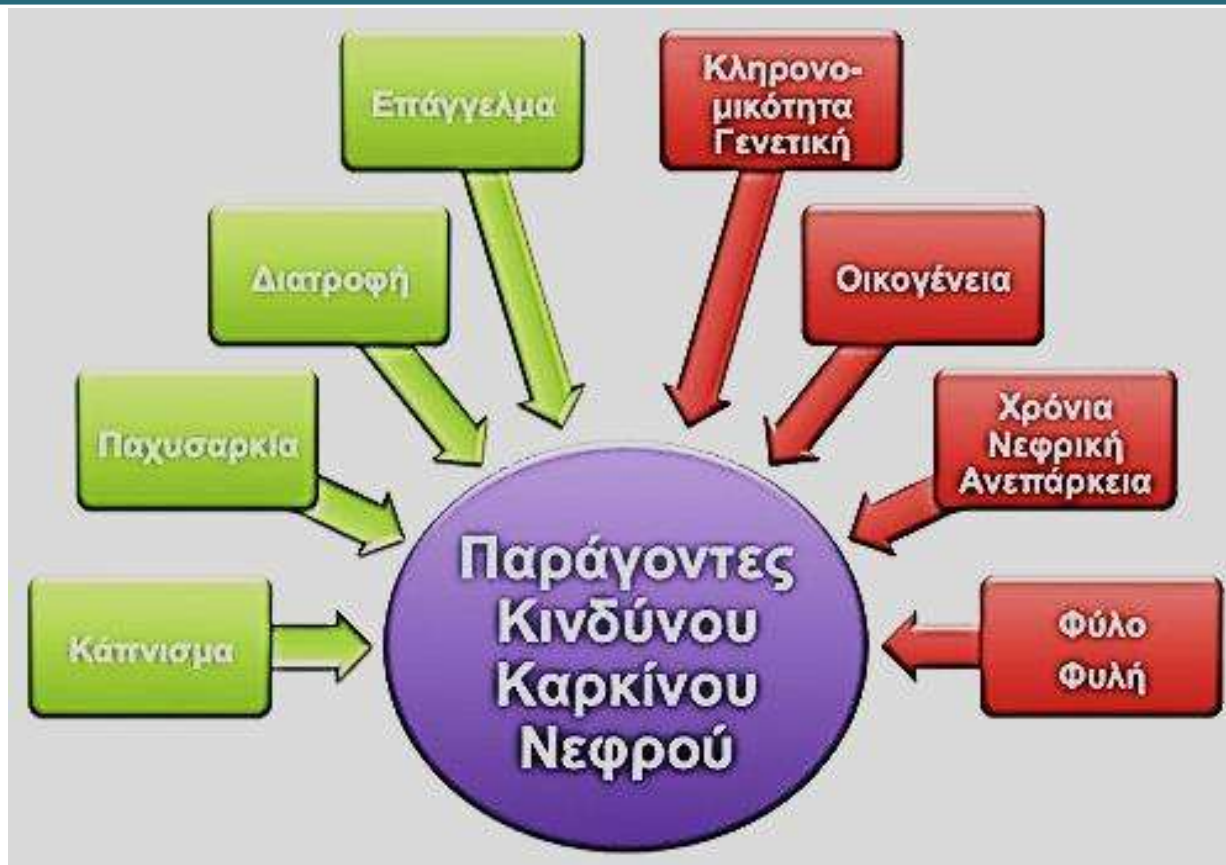 Επάγγελμα
Κληρονο-
μικότητα
Γενετική
Διατροφή
Οικογένεια
Παχυσαρκία
Χρόνια
Νεφρική
Ανεπάρκεια
Κάπνισμα
Φύλο
Φυλή
Παράγοντες
Κινδύνου
Καρκίνου
Νεφρού